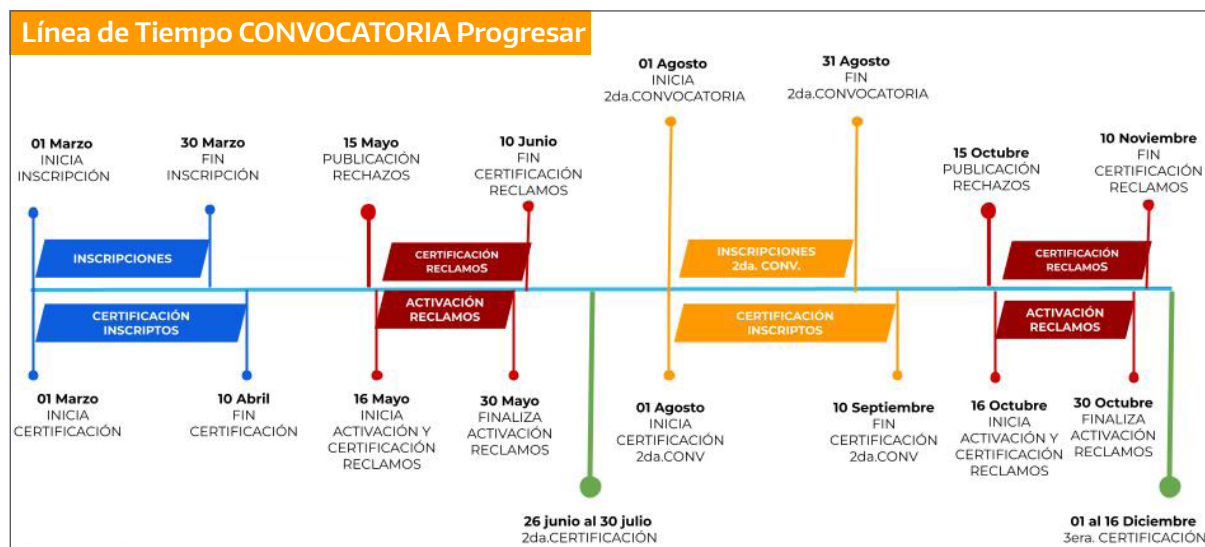 Línea de Tiempo CONVOCATORIA Progresar
01 Agosto
INICIA
2da.CONVOCATORIA
31 Agosto
FIN
2da.CONVOCATORIA
01 Marzo
INICIA
INSCRIPCIÓN
30 Marzo
FIN
INSCRIPCIÓN
15 Mayo
PUBLICACIÓN
RECHAZOS
10 Junio
FIN
CERTIFICACIÓN
RECLAMOS
15 Octubre
PUBLICACIÓN
RECHAZOS
10 Noviembre
FIN
CERTIFICACIÓN
RECLAMOS
INSCRIPCIONES
CERTIFICACIÓN
RECLAMOS
INSCRIPCIONES
2da. CONV.
CERTIFICACIÓN
RECLAMOS
CERTIFICACIÓN
INSCRIPTOS
ACTIVACIÓN
RECLAMOS
CERTIFICACIÓN
INSCRIPTOS
ACTIVACIÓN
RECLAMOS
01 Marzo
INICIA
CERTIFICACIÓN
10 Abril
FIN
CERTIFICACIÓN
16 Mayo
INICIA
ACTIVACIÓN Y
CERTIFICACIÓN
RECLAMOS
30 Mayo
FINALIZA
ACTIVACIÓN
RECLAMOS
01 Agosto
INICIA
CERTIFICACIÓN
2da.CONV
10 Septiembre
FIN
CERTIFICACIÓN
2da.CONV
16 Octubre
INICIA
ACTIVACIÓN Y
CERTIFICACIÓN
RECLAMOS
30 Octubre
FINALIZA
ACTIVACIÓN
RECLAMOS
26 junio al 30 julio
2da.CERTIFICACIÓN
01 al 16 Diciembre
3era. CERTIFICACIÓN